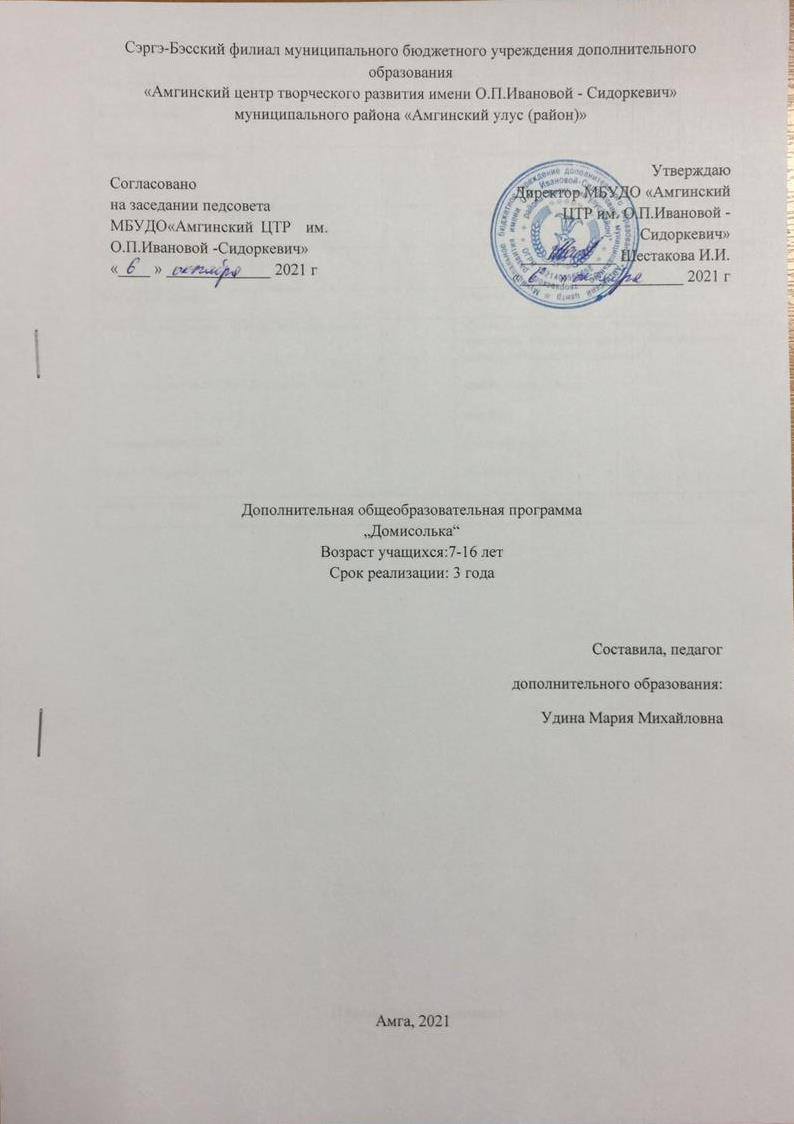 Сэргэ-Бэсский филиал муниципального бюджетного учреждения дополнительного
образования
«Амгинский центр творческого развития имени О.П.Ивановой - Сидоркевич»
муниципального района «Амгинский улус (район)»
Согласовано
на заседании педсовета
МБУДО«Амгинский ЦТР им.
О.П.Ивановой -Сидоркевич»
« 6 » октября 2021 г
Утверждаю
Директор МБУДО «Амгинский
ЦТР им. О.П.Ивановой -
Сидоркевич»
Шестакова И.И.
« 6 » октября 2021 г
Дополнительная общеобразовательная программа
„Домисолька“
Возраст учащихся:7-16 лет
Срок реализации: 3 года
Составила, педагог
дополнительного образования:
Удина Мария Михайловна
Амга, 2021